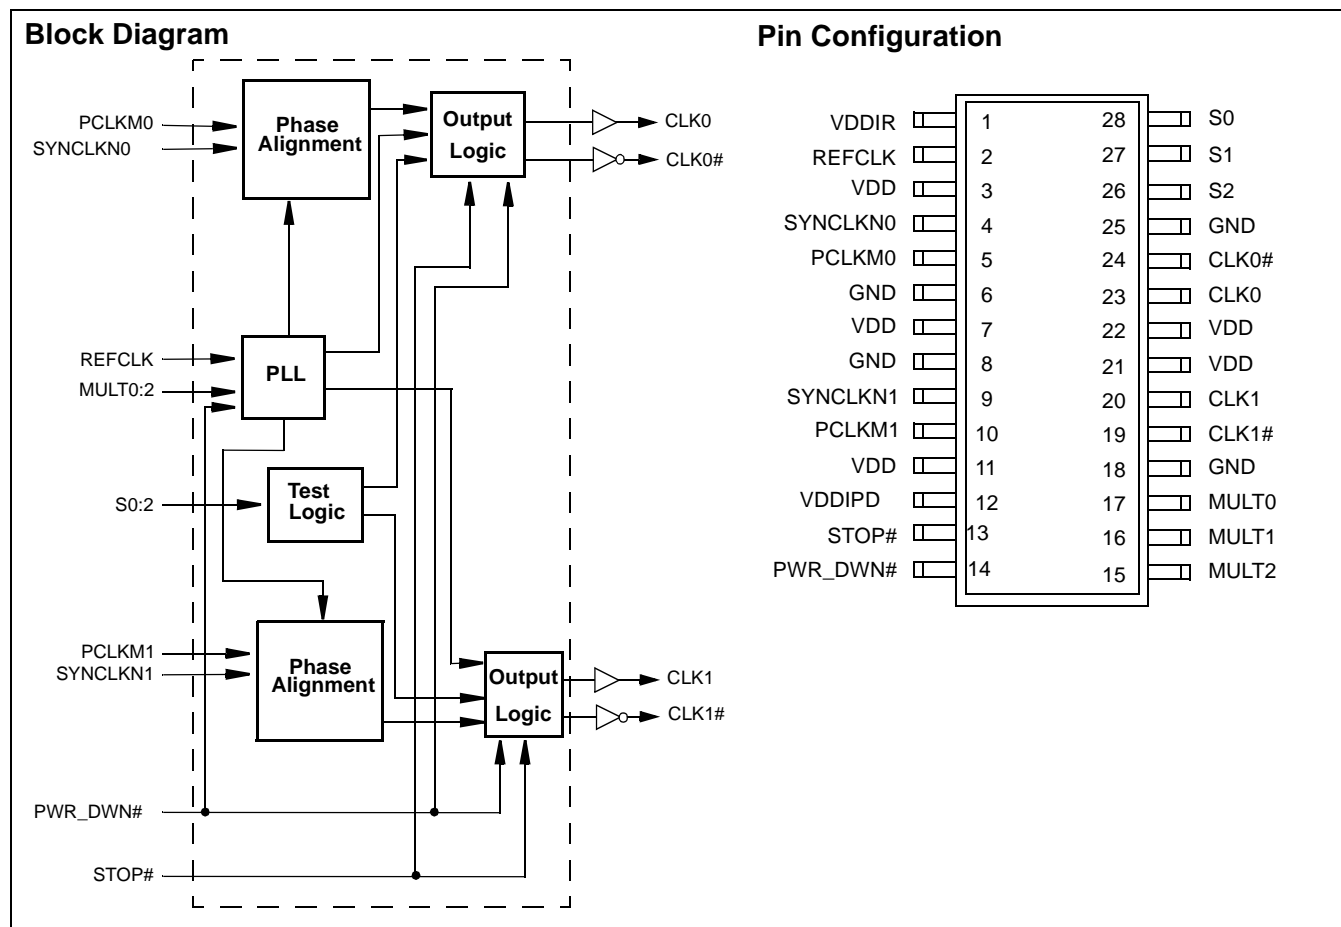 Block Diagram
PCLKM0
SYNCLKN0
Phase
Alignment
Output
Logic
CLK0
CLK0#
REFCLK
MULT0:2
PLL
S0:2
Test
Logic
PCLKM1
SYNCLKN1
Phase
Alignment
Output
Logic
CLK1
CLK1#
PWR_DWN#
STOP#
Pin Configuration
VDDIR 1 28 S0
REFCLK 2 27 S1
VDD 3 26 S2
SYNCLKN0 4 25 GND
PCLKM0 5 24 CLK0#
GND 6 23 CLK0
VDD 7 22 VDD
GND 8 21 VDD
SYNCLKN1 9 20 CLK1
PCLKM1 10 19 CLK1#
VDD 11 18 GND
VDDIPD 12 17 MULT0
STOP# 13 16 MULT1
PWR_DWN# 14 15 MULT2